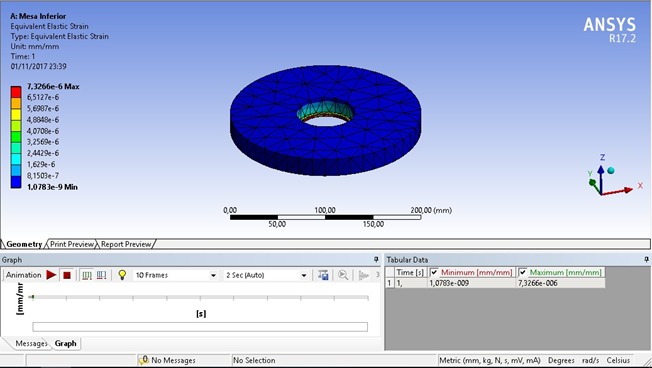 A: Mesa Inferior
Equivalent Elastic Strain
Type: Equivalent Elastic Strain
Unit: mm/mm
Time: 1
01/11/2017 23:39
7,3266e-6 Max
6,5127e-6
5,6987e-6
4,8848e-6
4,0708e-6
3,2569e-6
2,4429e-6
1,629e-6
8,1503e-7
1,0783e-9 Min
ANSYS
R17.2
Z
Y
X
0,00 100,00 200,00 (mm)
50,00 150,00
Geometry Print Preview Report Preview
Graph
Animation 10 Frames 2 Sec (Auto) 3
[mm/mr
[s]
Messages Graph
Tabular Data
Time [s] Minimum [mm/mm] Maximum [mm/mm]
1 1, 1,0783e-009 7,3266e-006
0 No Messages No Selection Metric (mm, kg, N, s, mV, mA) Degrees rad/s Celsius